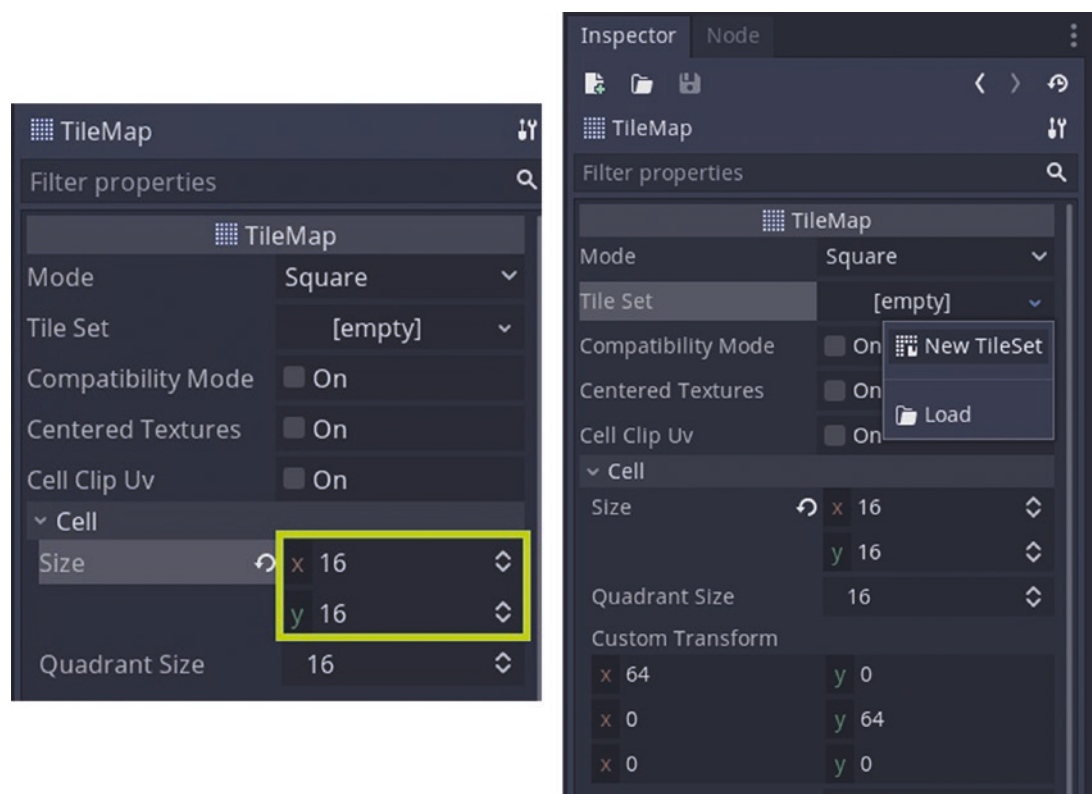 TileMap
Filter properties
TileMap
Mode Square
Tile Set [empty]
Compatibility Mode On
Centered Textures On
Cell Clip Uv On
Cell
Size x 16
y 16
Quadrant Size 16
Inspector Node
TileMap
Filter properties
TileMap
Mode Square
Tile Set [empty]
Compatibility Mode On New TileSet
Centered Textures On
Load
Cell Clip Uv On
Cell
Size x 16
y 16
Quadrant Size 16
Custom Transform
x 64 y 0
x 0 y 64
x 0 y 0